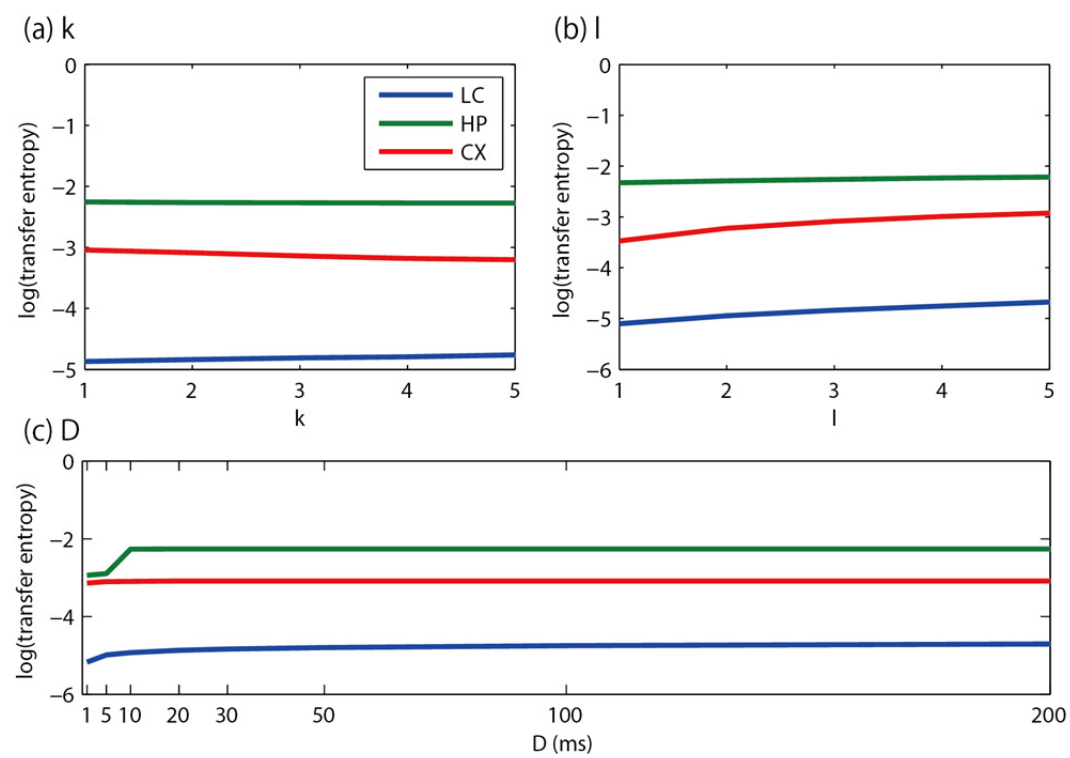 (a) k
(b) l
0
−1
−2
−3
−4
−5
1 2 3 4 5
k
log(transfer entropy)
LC
HP
CX
0
−1
−2
−3
−4
−5
−6
1 2 3 4 5
l
log(transfer entropy)
(c) D
0
−2
−4
−6
1 5 10 20 30 50 100 200
D (ms)
log(transfer entropy)